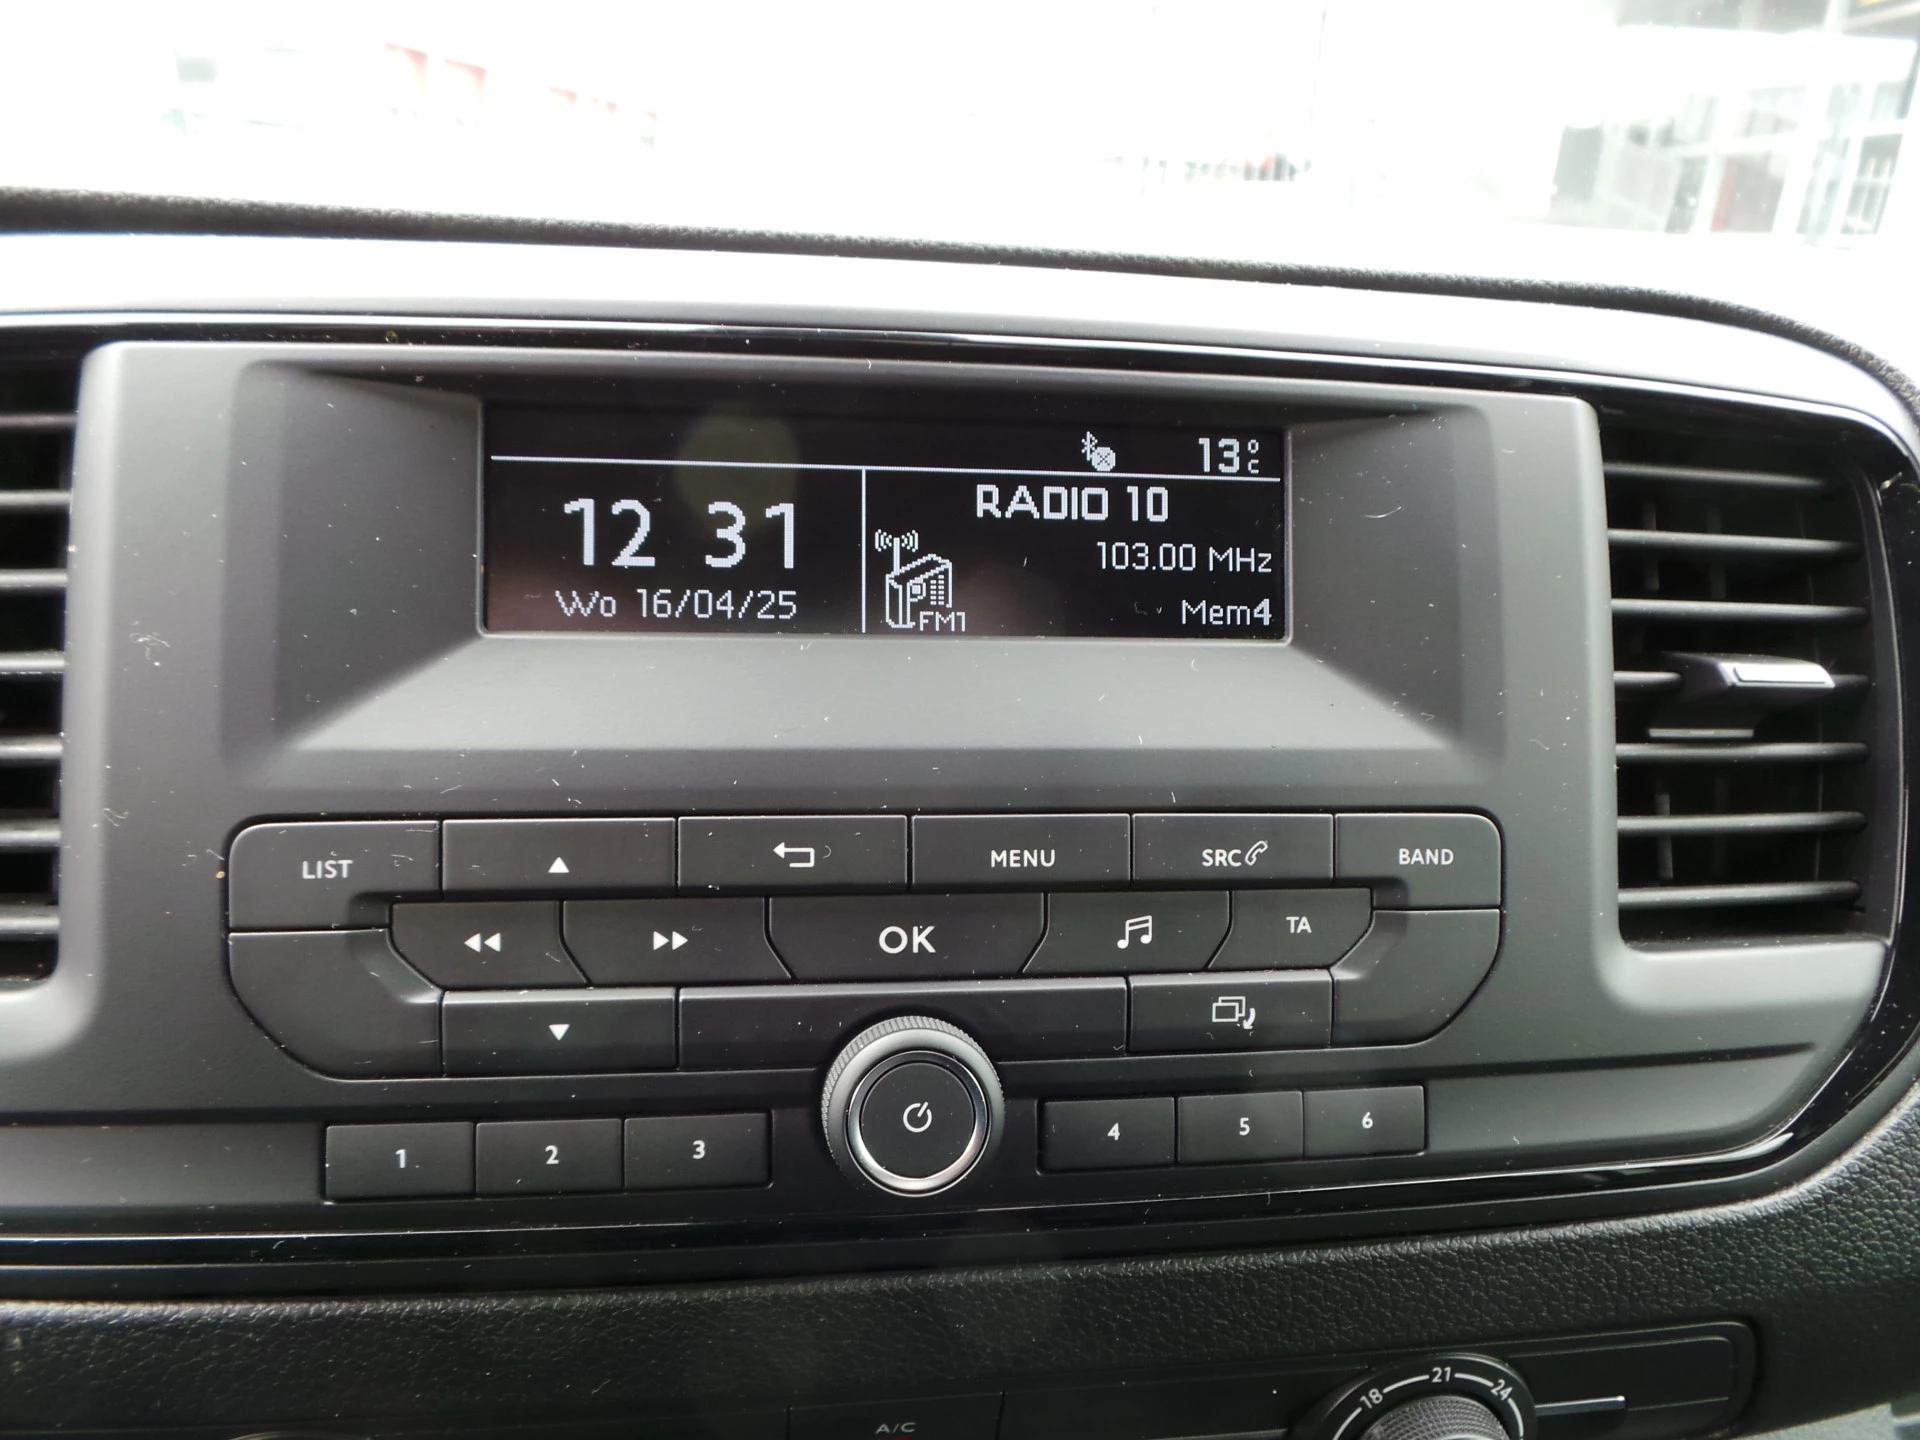 13°C
12 31
Wo 16/04/25
RADIO 10
103.00 MHz
FM1
Mem4
LIST
MENU
SRC
BAND
OK
TA
1
2
3
4
5
6
18
21
24
A/C